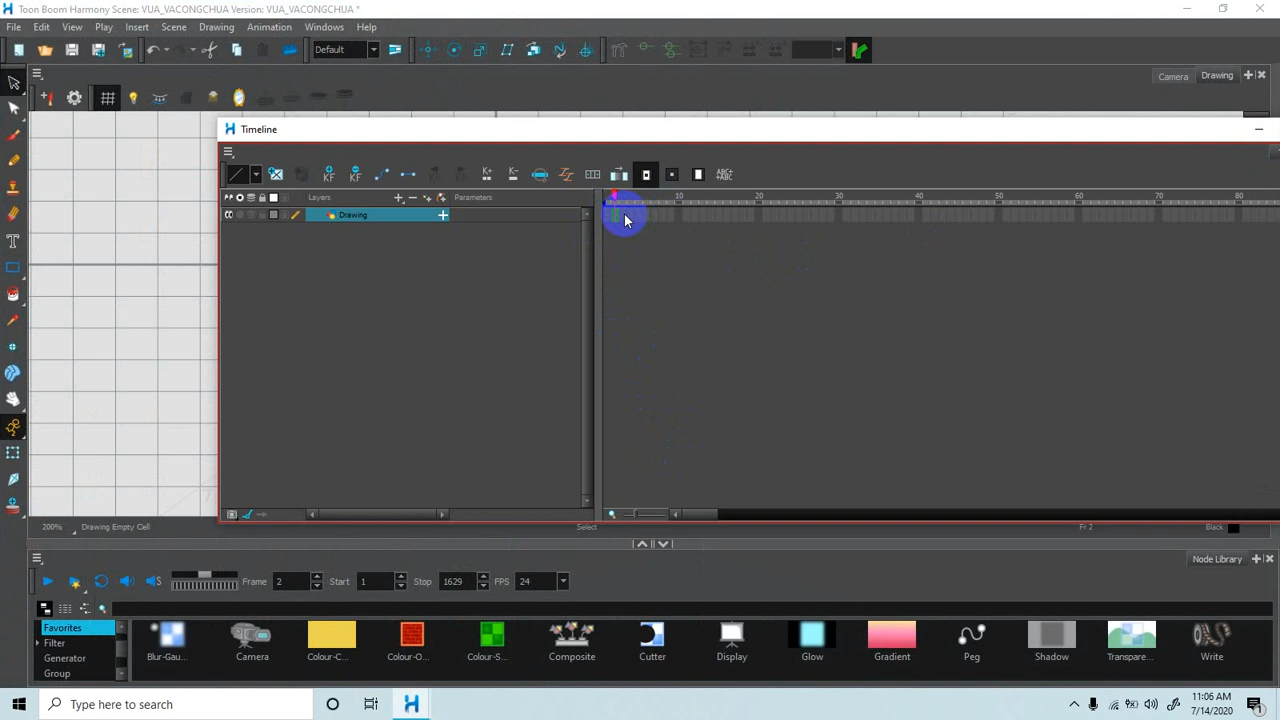 Toon Boom Harmony Scene: VUA_VACONGCHUA Version: VUA_VACONGCHUA *
File Edit View Play Insert Scene Drawing Animation Windows Help
Default
Camera Drawing
Timeline
KF KF K+ K- ABC
Layers Parameters 10 20 30 40 50 60 70 80
Drawing
200% Drawing Empty Cell Select Fr 2 Black
Node Library
Frame 2 Start 1 Stop 1629 FPS 24
Favorites
Filter
Generator
Group
Blur-Gau... Camera Colour-C... Colour-O... Colour-S... Composite Cutter Display Glow Gradient Peg Shadow Transpare... Write
Type here to search
11:06 AM
7/14/2020